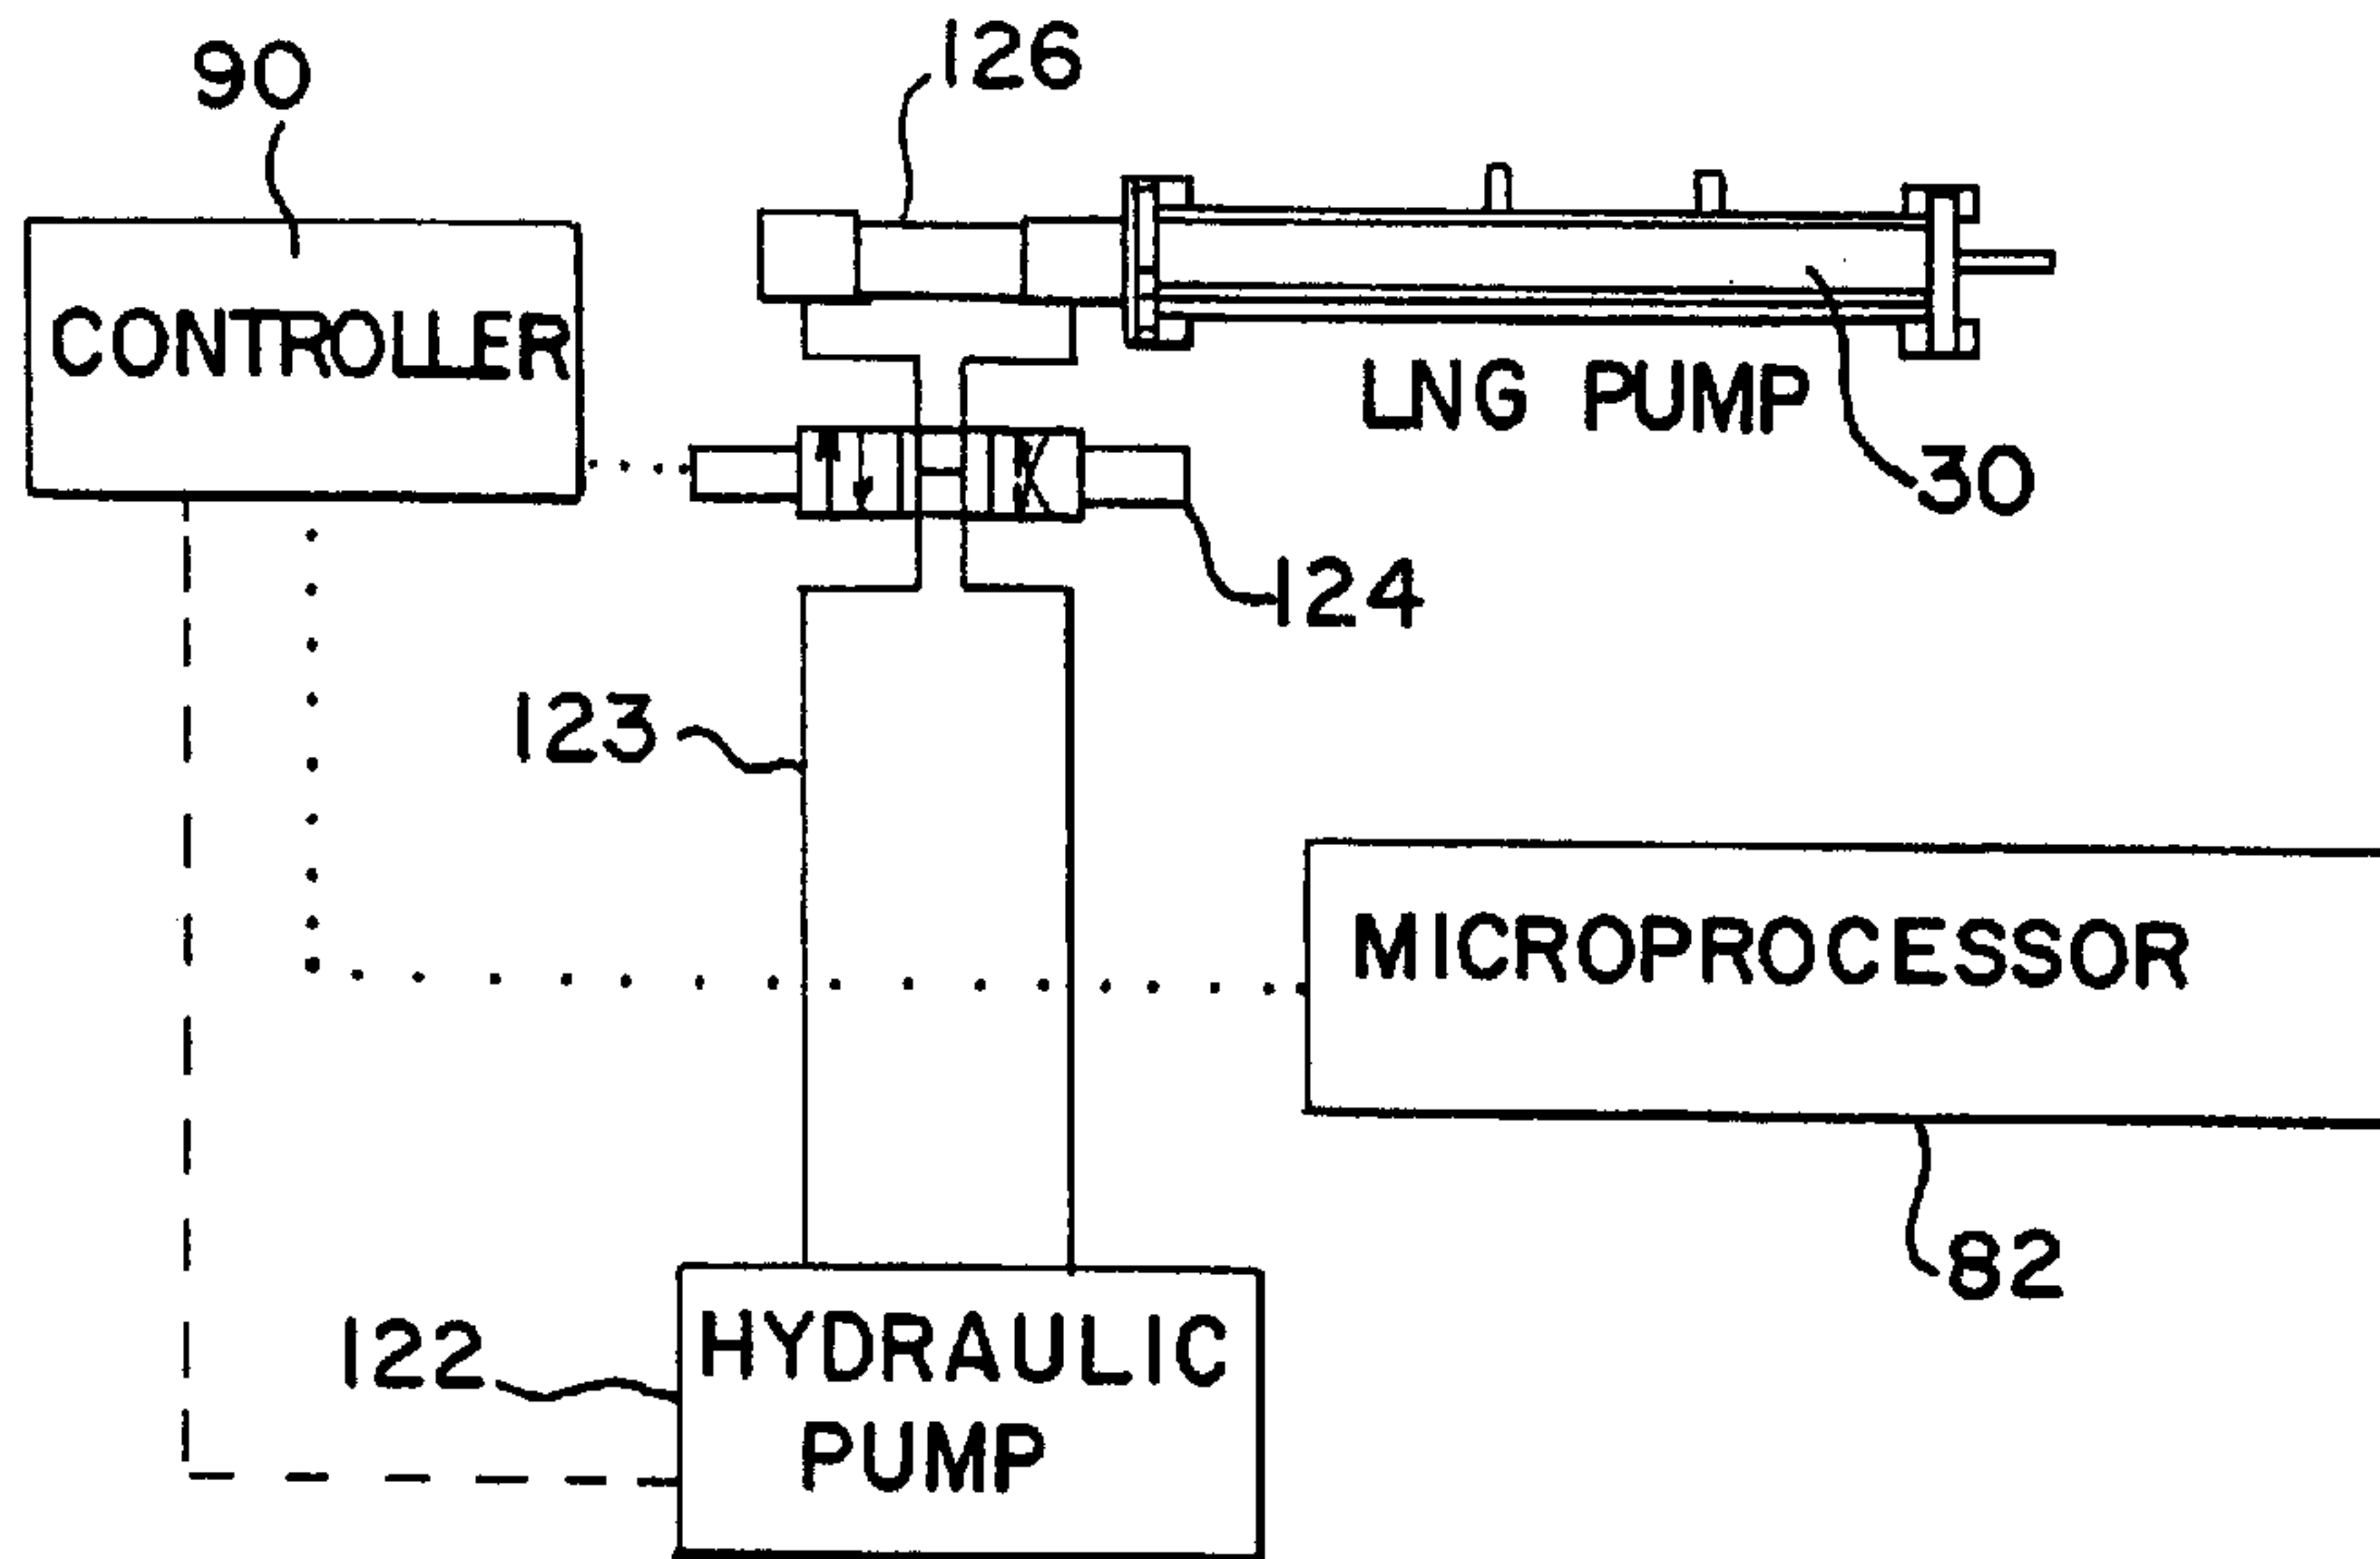 90
126
CONTROLLER
LNG PUMP
30
124
123
MICROPROCESSOR
82
122
HYDRAULIC
PUMP